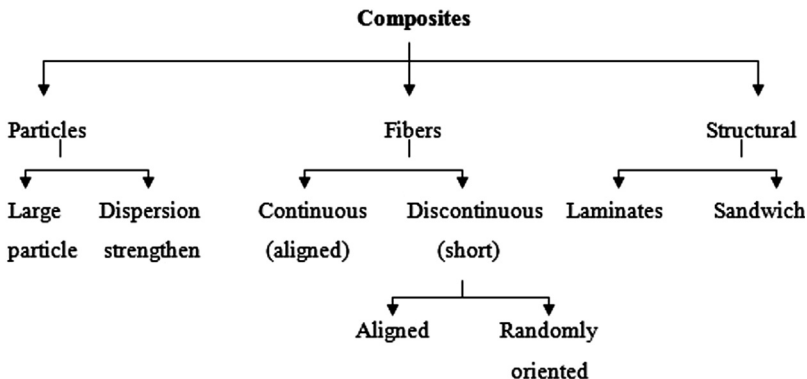 Composites
Particles Fibers Structural
Large Dispersion Continuous Discontinuous Laminates Sandwich
particle strengthen (aligned) (short)
Aligned Randomly
oriented